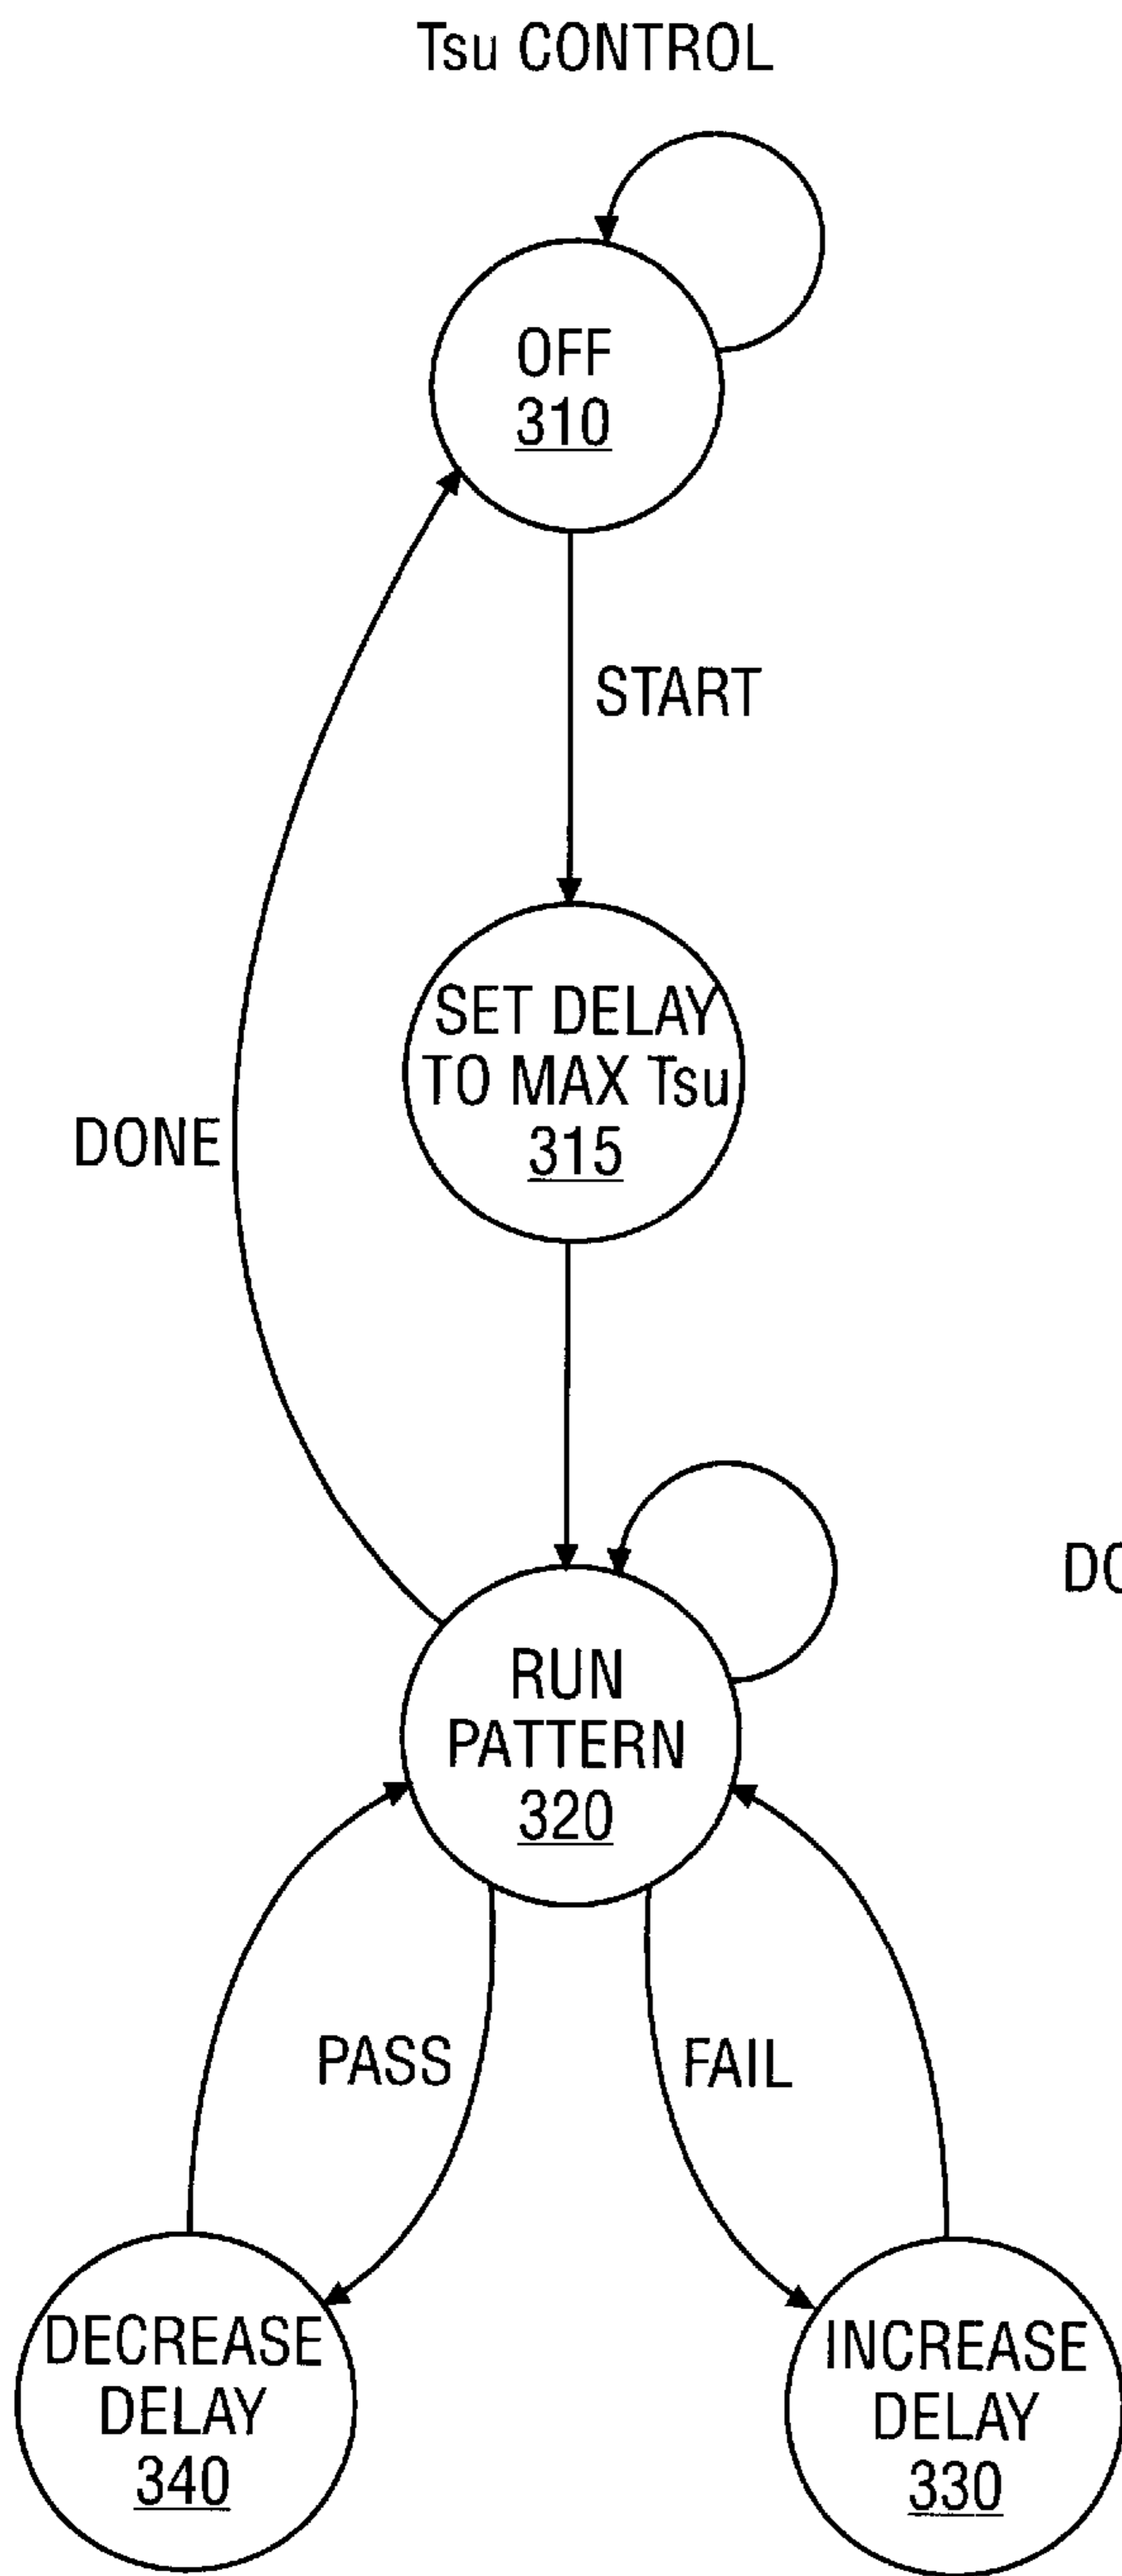 Tsu CONTROL
OFF
310
START
SET DELAY
TO MAX Tsu
315
DONE
RUN
PATTERN
320
PASS
FAIL
DECREASE
DELAY
340
INCREASE
DELAY
330